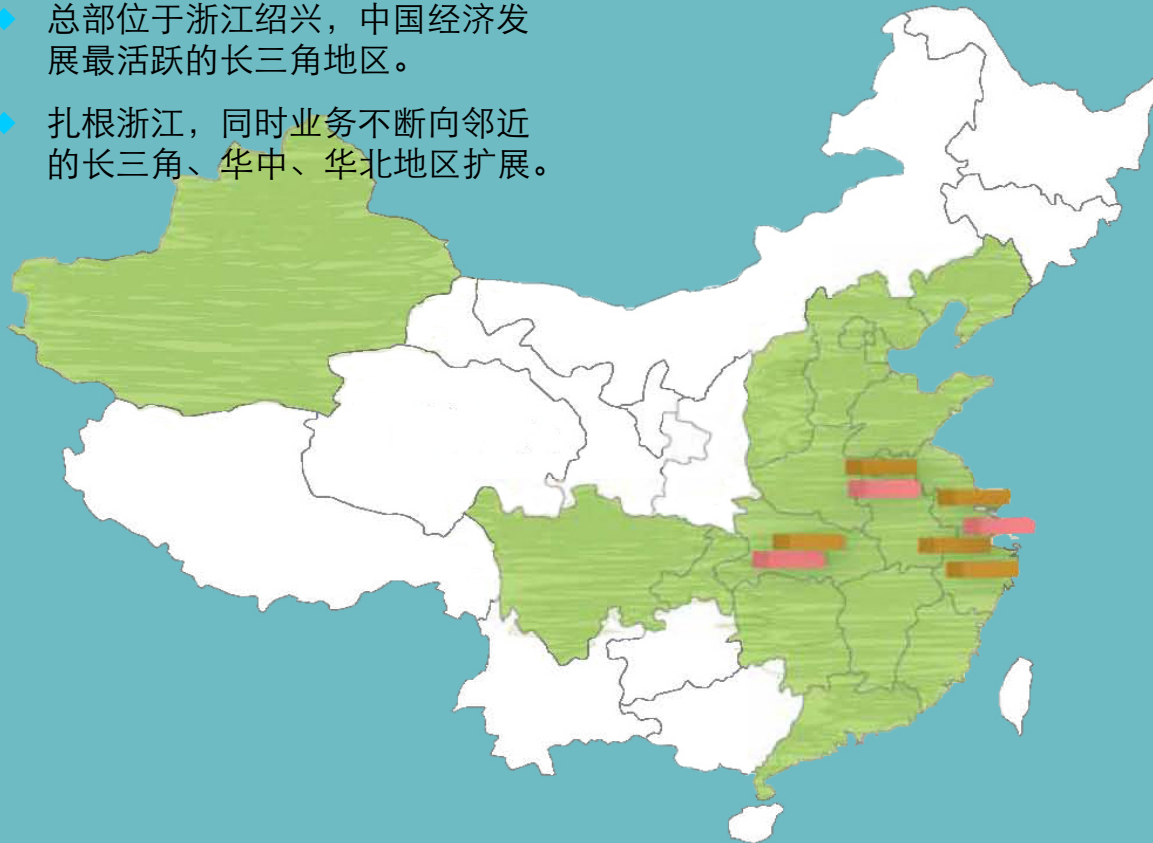 总部位于浙江绍兴，中国经济发
展最活跃的长三角地区。
扎根浙江，同时业务不断向邻近
的长三角、华中、华北地区扩展。